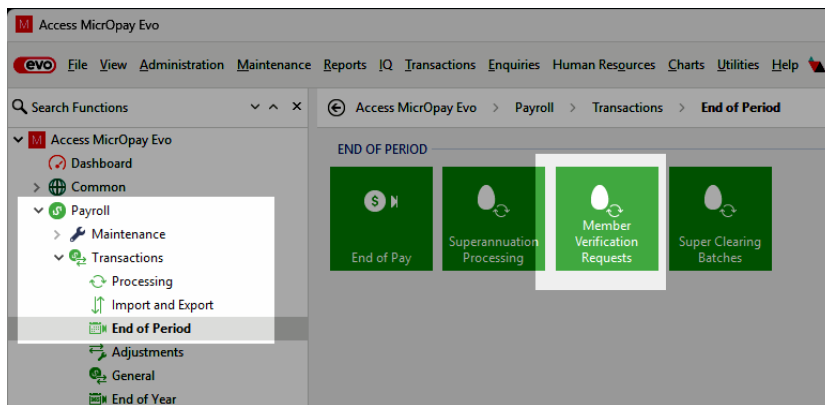 M Access MicrOpay Evo
evo File View Administration Maintenance Reports IQ Transactions Enquiries Human Resources Charts Utilities Help
Search Functions
Access MicrOpay Evo > Payroll > Transactions > End of Period
M Access MicrOpay Evo
Dashboard
Common
Payroll
Maintenance
Transactions
Processing
Import and Export
End of Period
Adjustments
General
End of Year
END OF PERIOD
$
End of Pay
Superannuation
Processing
Member
Verification
Requests
Super Clearing
Batches